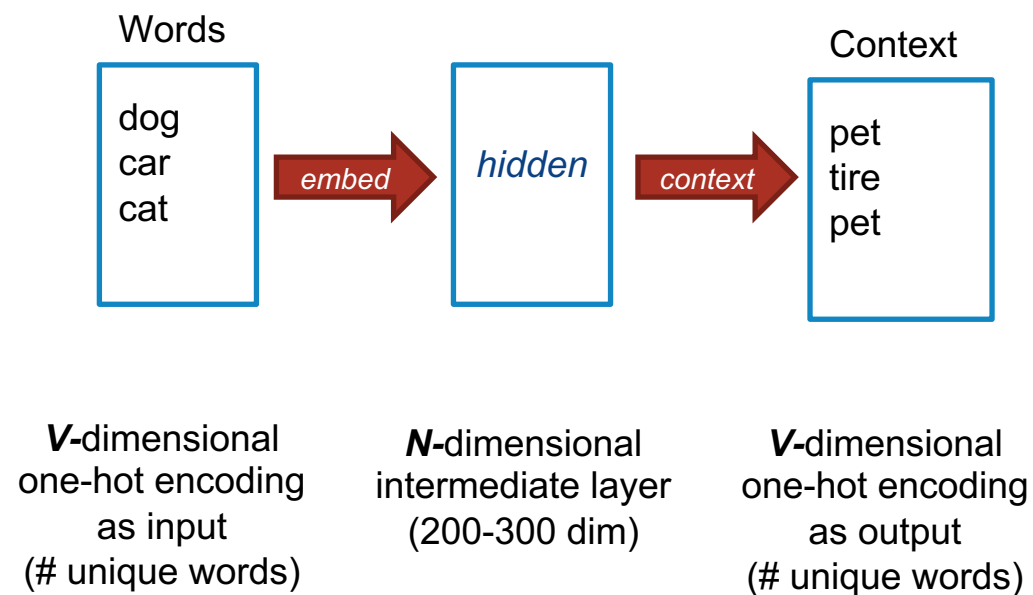 Words
dog
car
cat
embed
hidden
context
Context
pet
tire
pet
V-dimensional
one-hot encoding
as input
(# unique words)
N-dimensional
intermediate layer
(200-300 dim)
V-dimensional
one-hot encoding
as output
(# unique words)